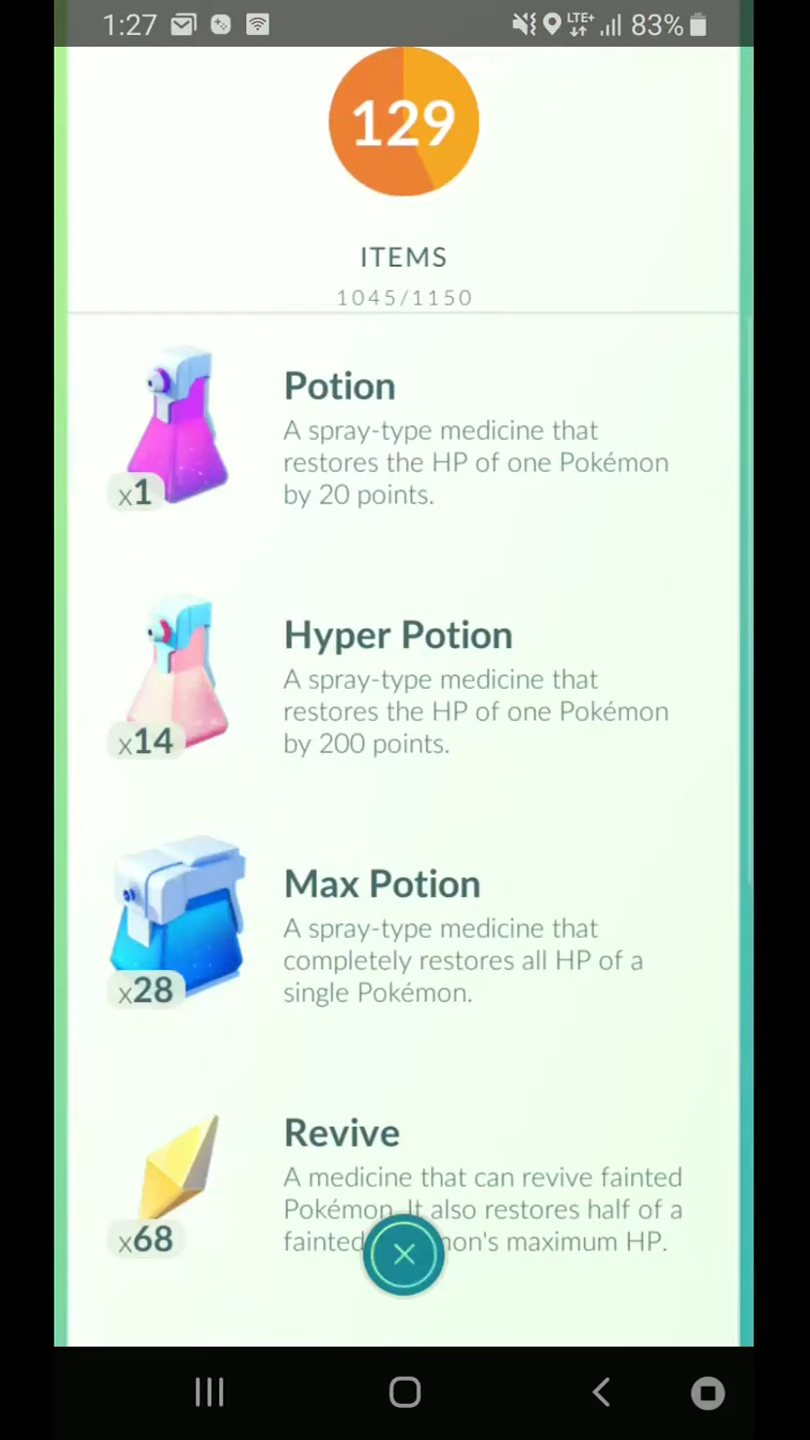 1:27 LTE+ 83%
129
ITEMS
1045/1150
Potion
A spray-type medicine that
restores the HP of one Pokémon
by 20 points.
x1
Hyper Potion
A spray-type medicine that
restores the HP of one Pokémon
by 200 points.
x14
Max Potion
A spray-type medicine that
completely restores all HP of a
single Pokémon.
x28
Revive
A medicine that can revive fainted
Pokémon. It also restores half of a
fainted mon's maximum HP.
x68